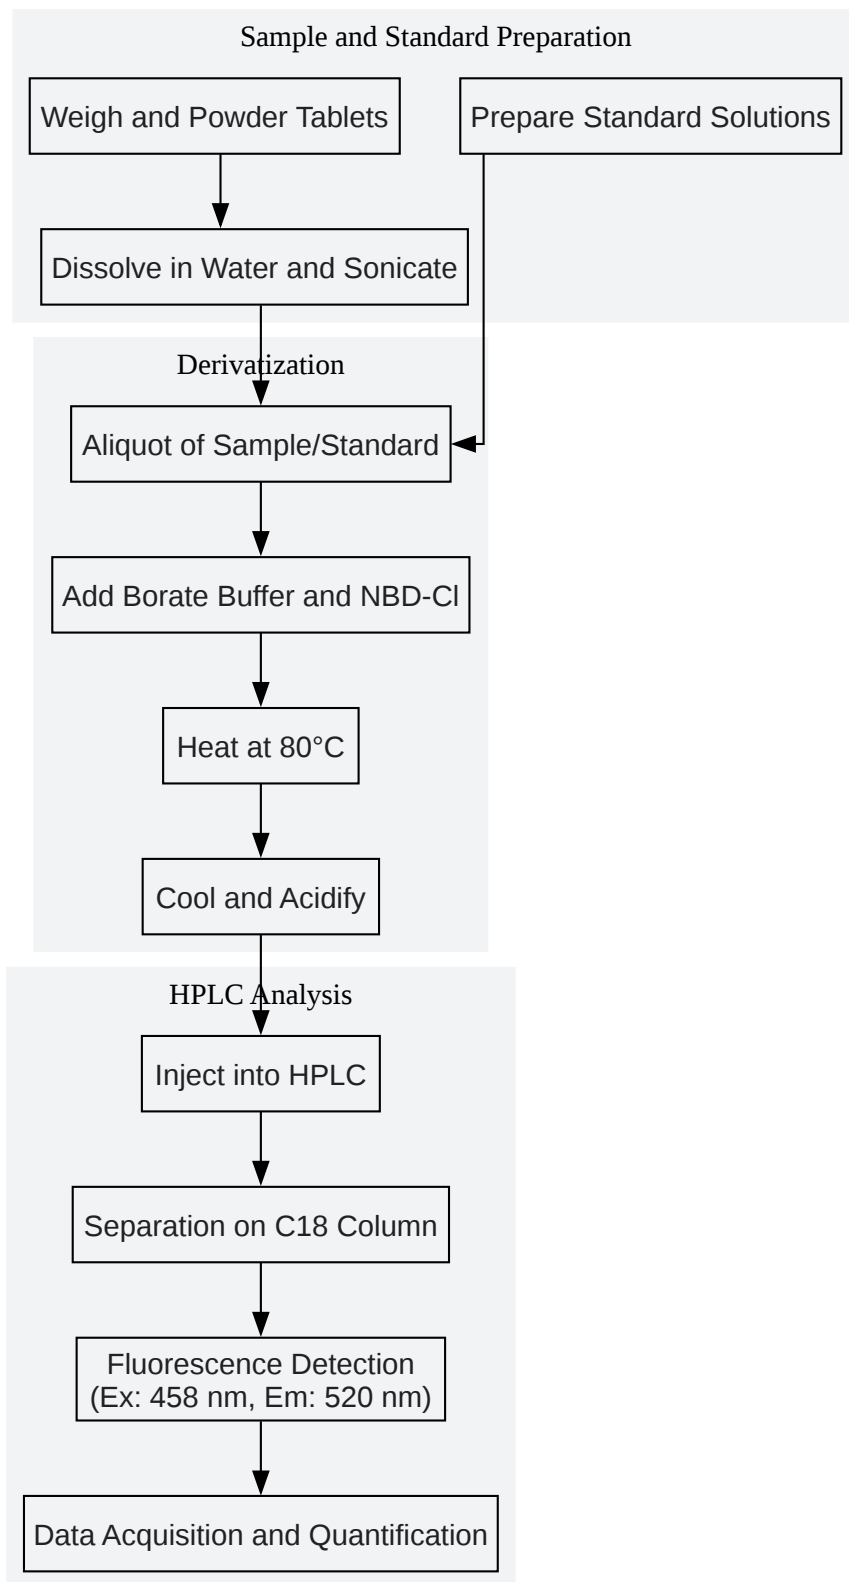 Sample and Standard Preparation
Weigh and Powder Tablets
Prepare Standard Solutions
Dissolve in Water and Sonicate
Derivatization
Aliquot of Sample/Standard
Add Borate Buffer and NBD-Cl
Heat at 80°C
Cool and Acidify
HPLC Analysis
Inject into HPLC
Separation on C18 Column
Fluorescence Detection
(Ex: 458 nm, Em: 520 nm)
Data Acquisition and Quantification